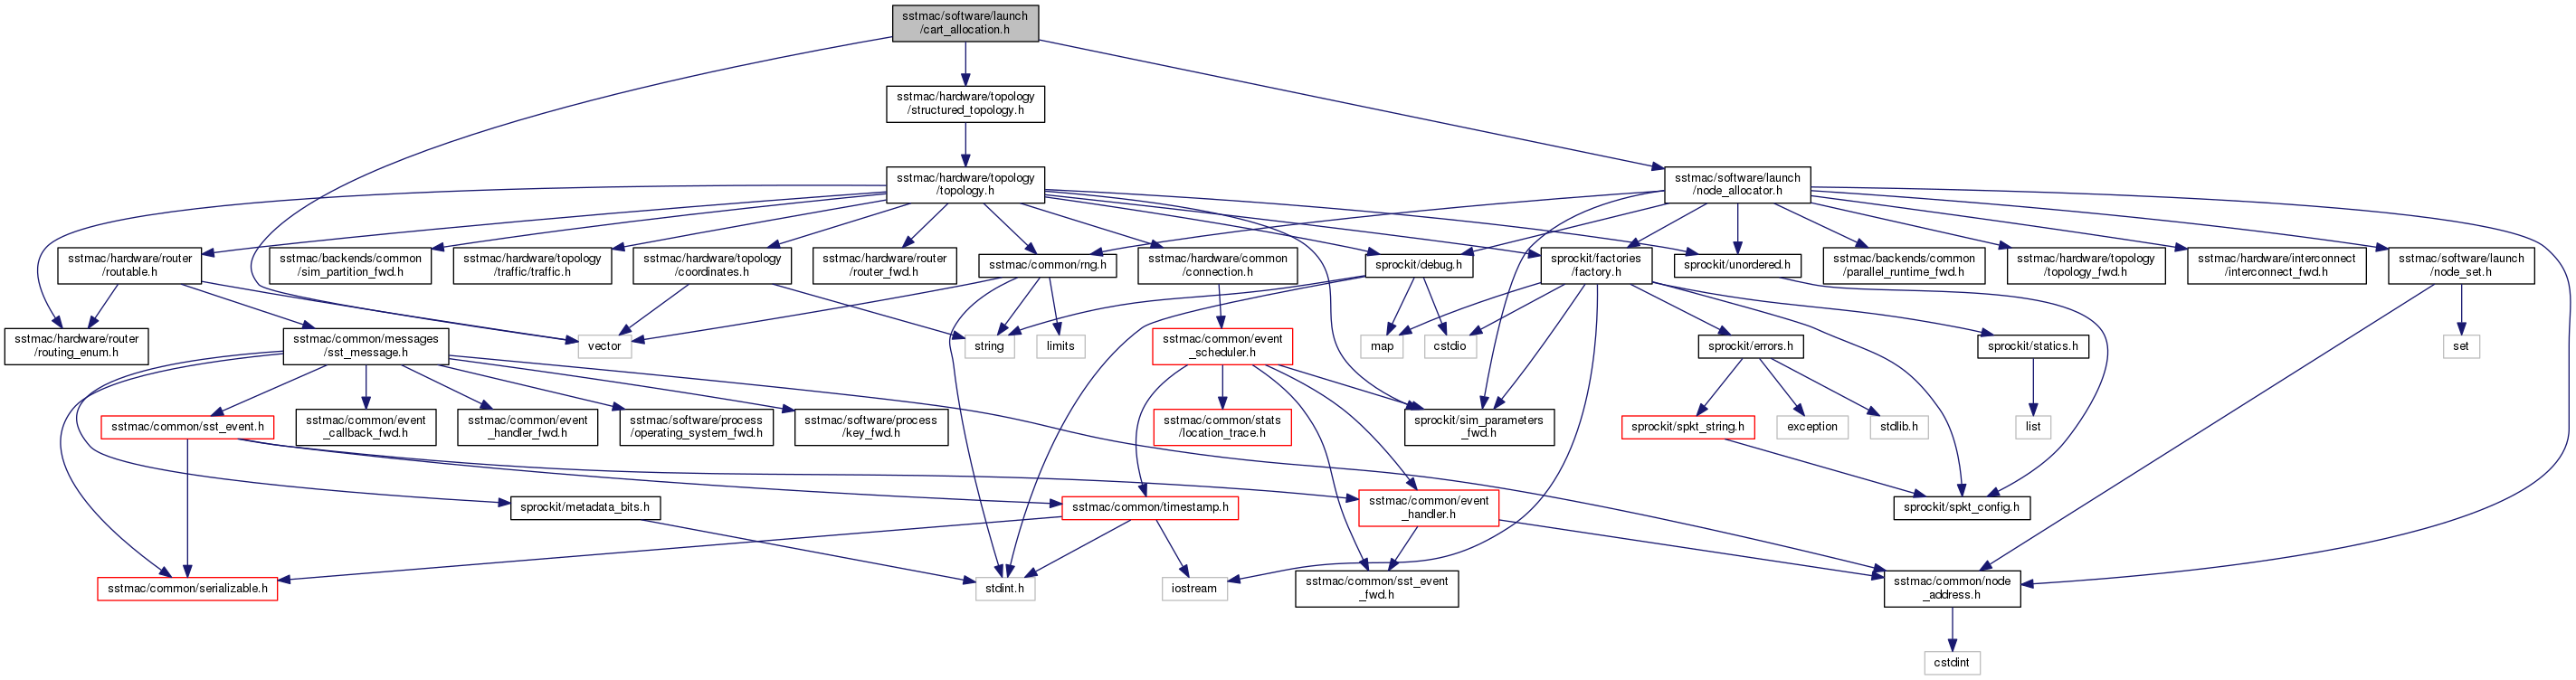 sstmac/software/launch
/cart_allocation.h
sstmac/hardware/topology
/structured_topology.h
sstmac/hardware/topology
/topology.h
sstmac/software/launch
/node_allocator.h
sstmac/hardware/router
/routable.h
sstmac/backends/common
/sim_partition_fwd.h
sstmac/hardware/topology
/traffic/traffic.h
sstmac/hardware/topology
/coordinates.h
sstmac/hardware/router
/router_fwd.h
sstmac/common/rng.h
sstmac/hardware/common
/connection.h
sprockit/debug.h
sprockit/factories
/factory.h
sprockit/unordered.h
sstmac/backends/common
/parallel_runtime_fwd.h
sstmac/hardware/topology
/topology_fwd.h
sstmac/hardware/interconnect
/interconnect_fwd.h
sstmac/software/launch
/node_set.h
sstmac/hardware/router
/routing_enum.h
sstmac/common/messages
/sst_message.h
vector
string
limits
sstmac/common/event
_scheduler.h
map
cstdio
sprockit/errors.h
sprockit/statics.h
set
sstmac/common/sst_event.h
sstmac/common/event
_callback_fwd.h
sstmac/common/event
_handler_fwd.h
sstmac/software/process
/operating_system_fwd.h
sstmac/software/process
/key_fwd.h
sstmac/common/stats
/location_trace.h
sprockit/sim_parameters
_fwd.h
sprockit/spkt_string.h
exception
stdlib.h
list
sprockit/metadata_bits.h
sstmac/common/timestamp.h
sstmac/common/event
_handler.h
sprockit/spkt_config.h
sstmac/common/serializable.h
stdint.h
iostream
sstmac/common/sst_event
_fwd.h
sstmac/common/node
_address.h
cstdint